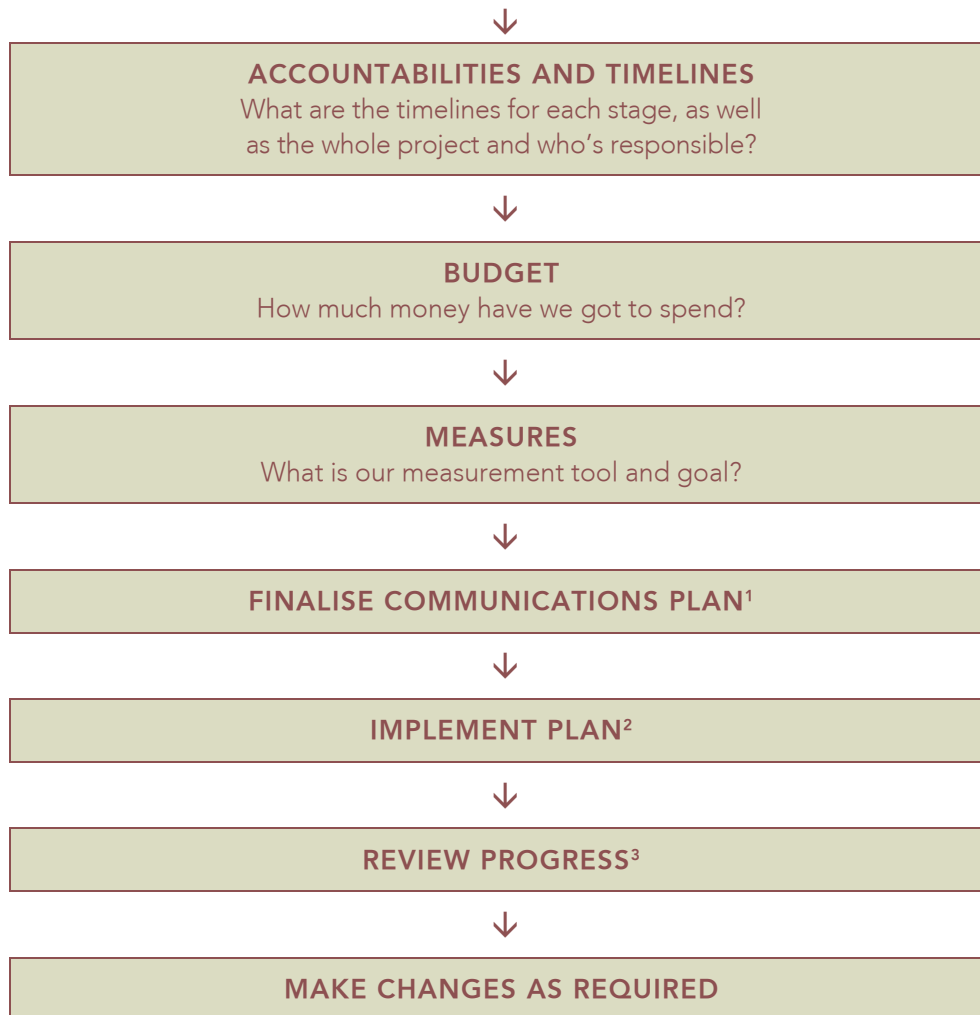 ACCOUNTABILITIES AND TIMELINES
What are the timelines for each stage, as well
as the whole project and who’s responsible?
BUDGET
How much money have we got to spend?
MEASURES
What is our measurement tool and goal?
FINALISE COMMUNICATIONS PLAN¹
IMPLEMENT PLAN²
REVIEW PROGRESS³
MAKE CHANGES AS REQUIRED